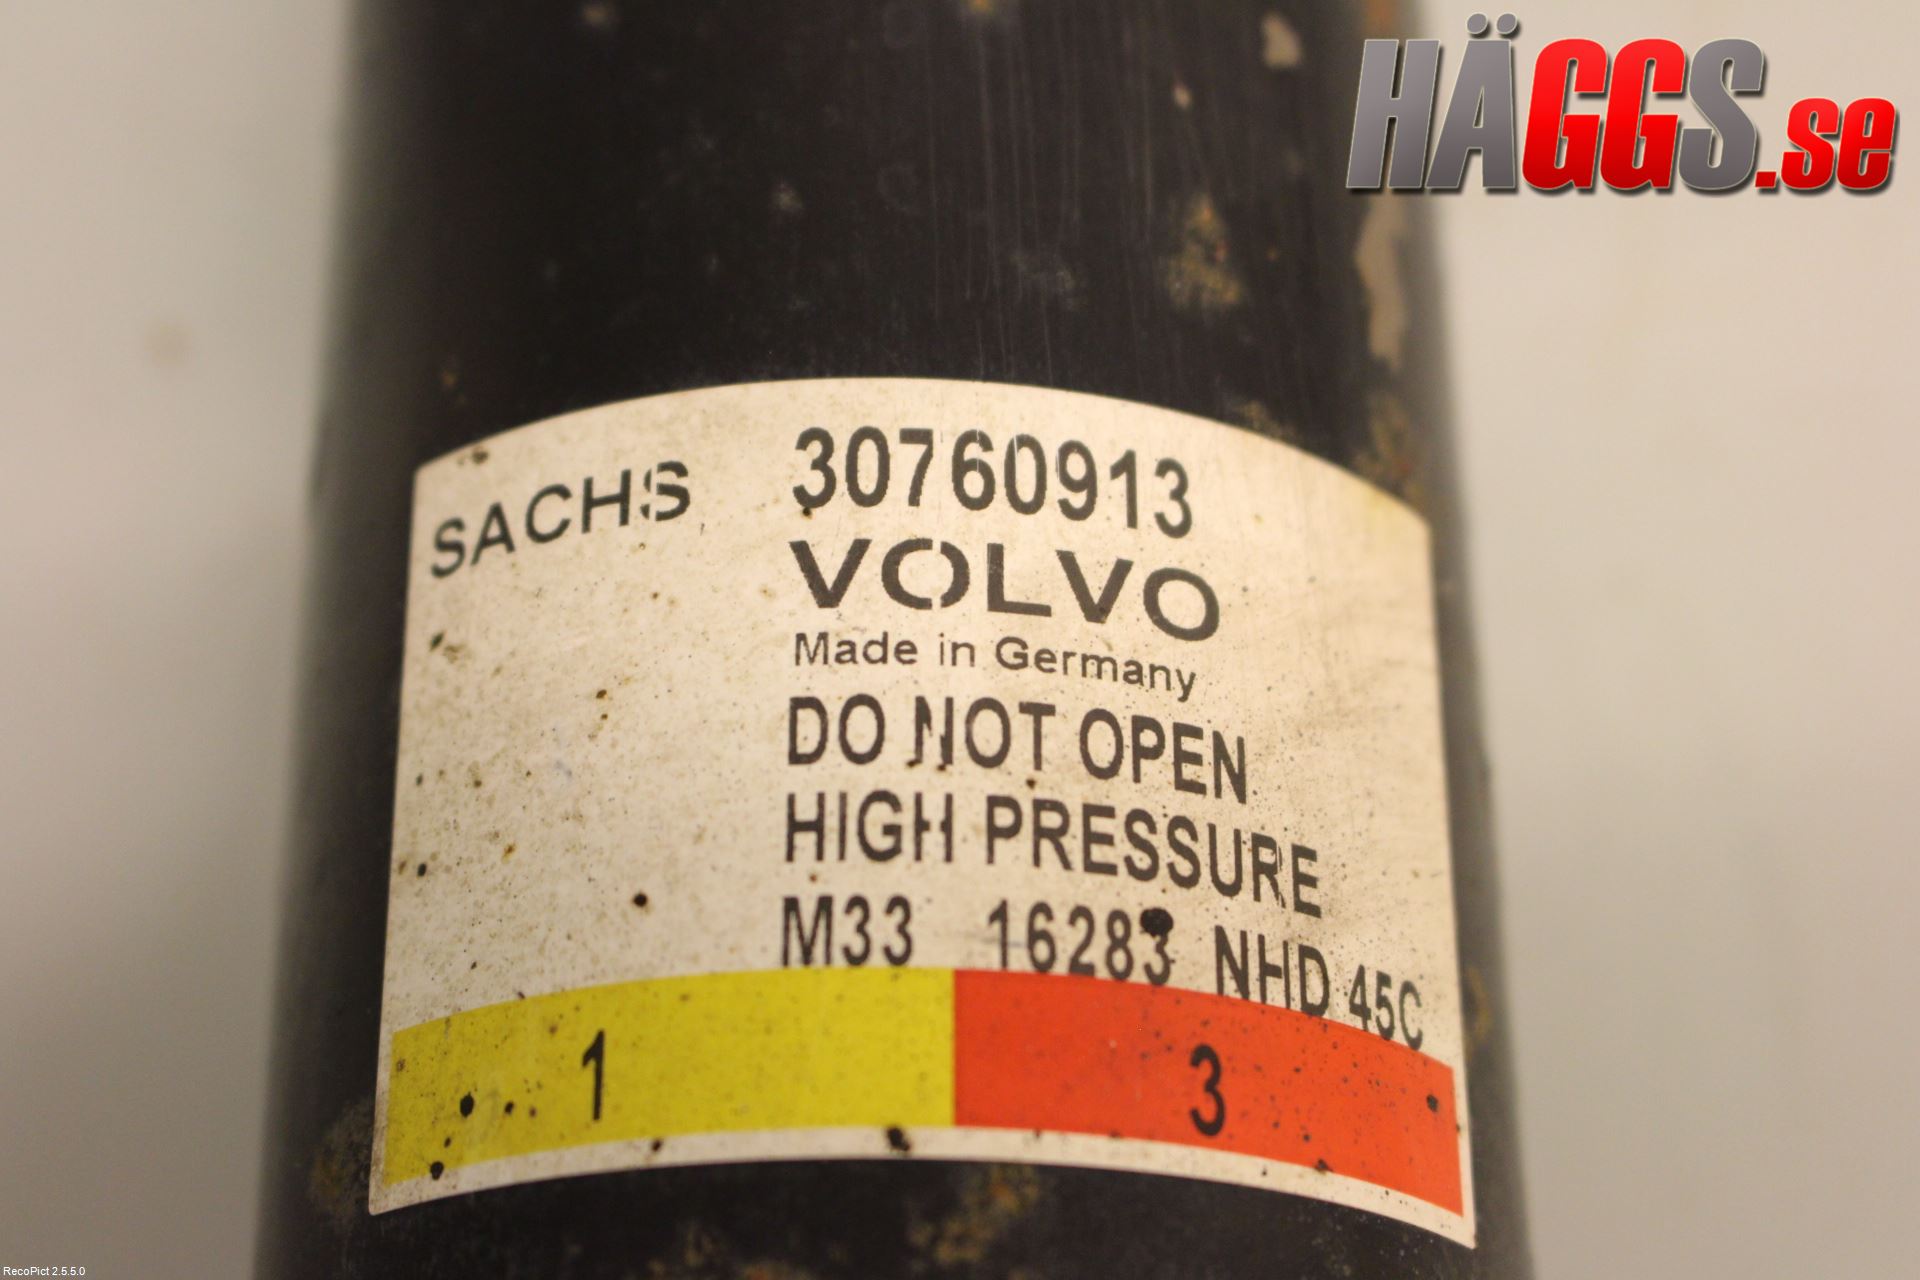 HÄGGS.se
SACHS 30760913
VOLVO
Made in Germany
DO NOT OPEN
HIGH PRESSURE
M33 16283 NHD 45C
1 3
RecoPict 2.5.5.0